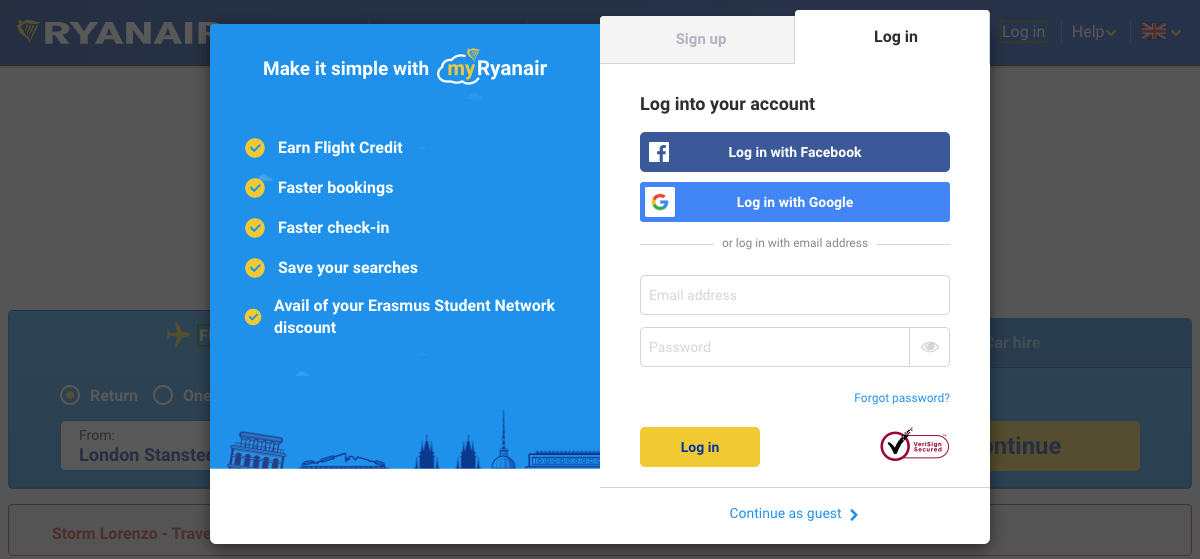 RYANAIR
Log in
Help
Make it simple with myRyanair
Earn Flight Credit
Faster bookings
Faster check-in
Save your searches
Avail of your Erasmus Student Network
discount
Sign up
Log in
Log into your account
Log in with Facebook
Log in with Google
or log in with email address
Email address
Password
Forgot password?
Log in
VeriSign
Secured
Continue as guest
Car hire
Return
One
From:
London Stansted
ontinue
Storm Lorenzo - Trave